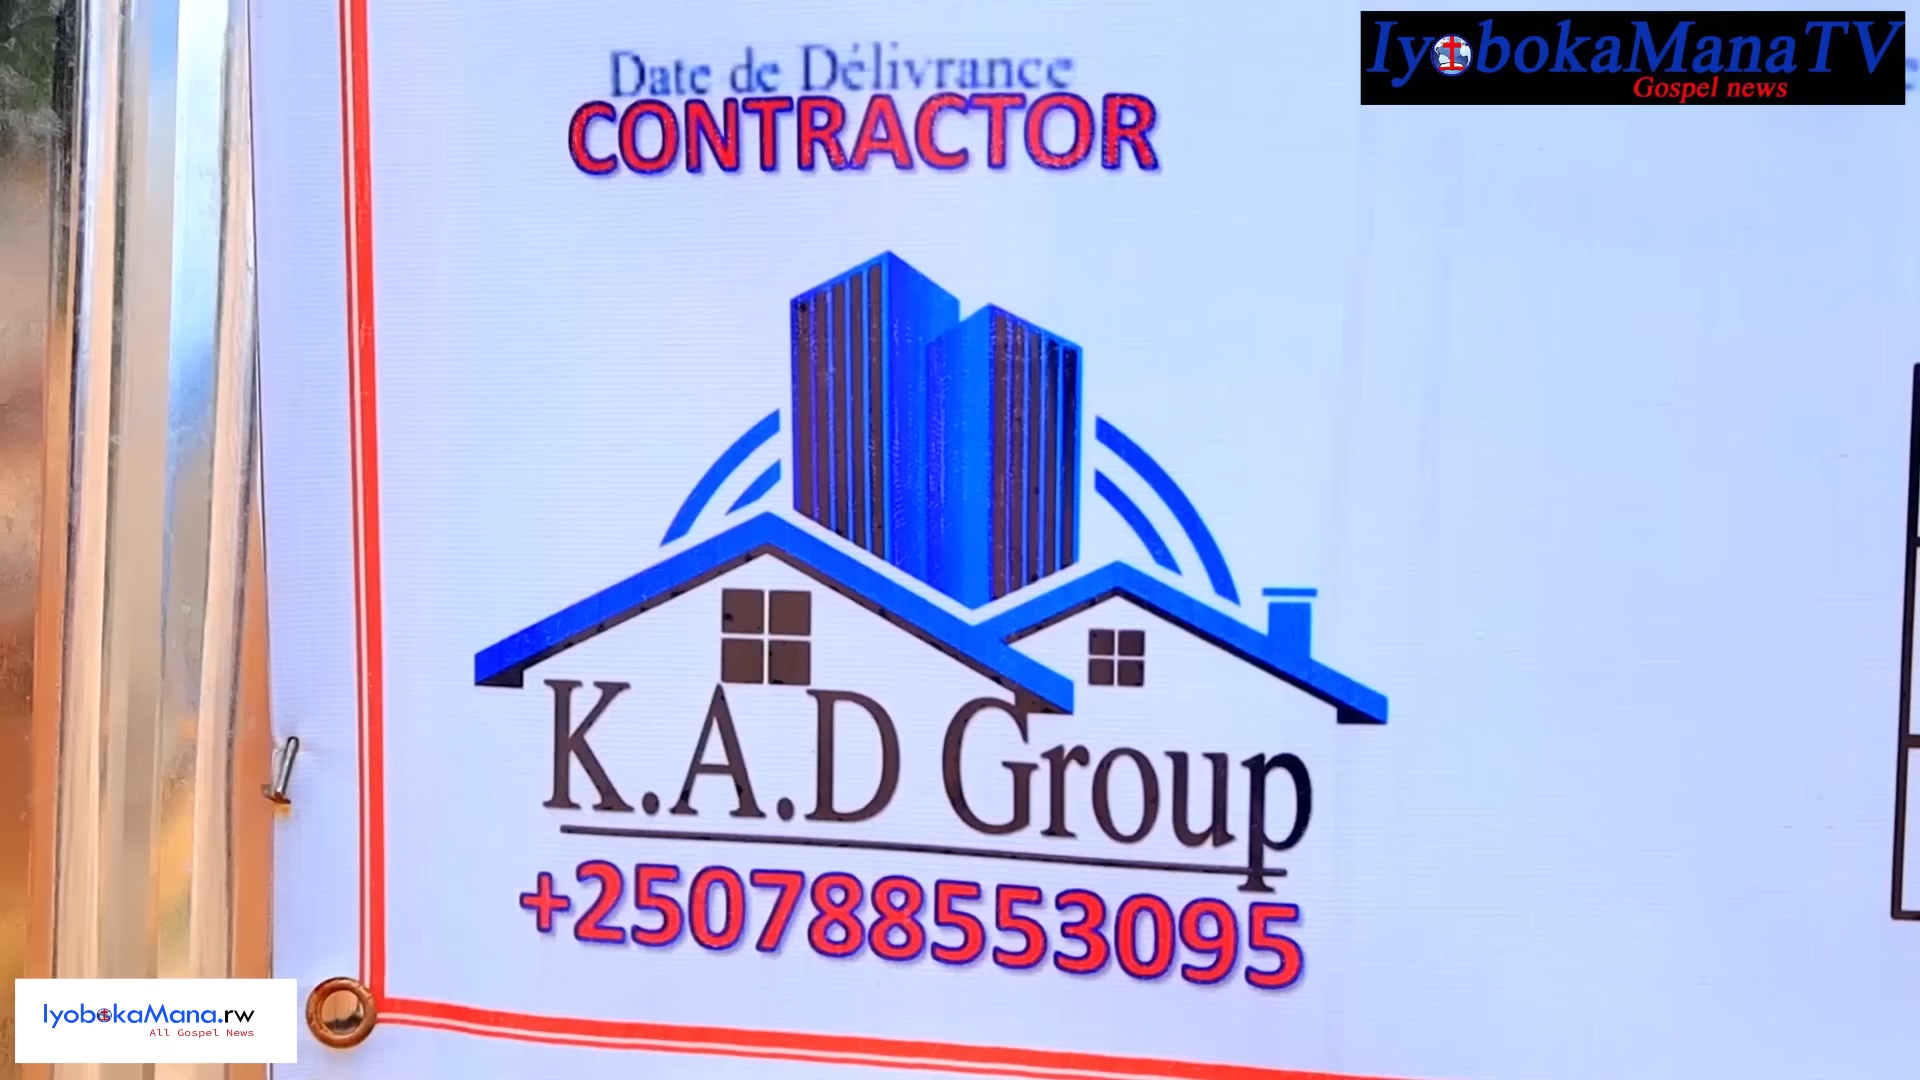 IyobokaManaTV
Gospel news
Date de Délivrance
CONTRACTOR
K.A.D Group
+250788553095
IyobokaMana.rw
All Gospel News